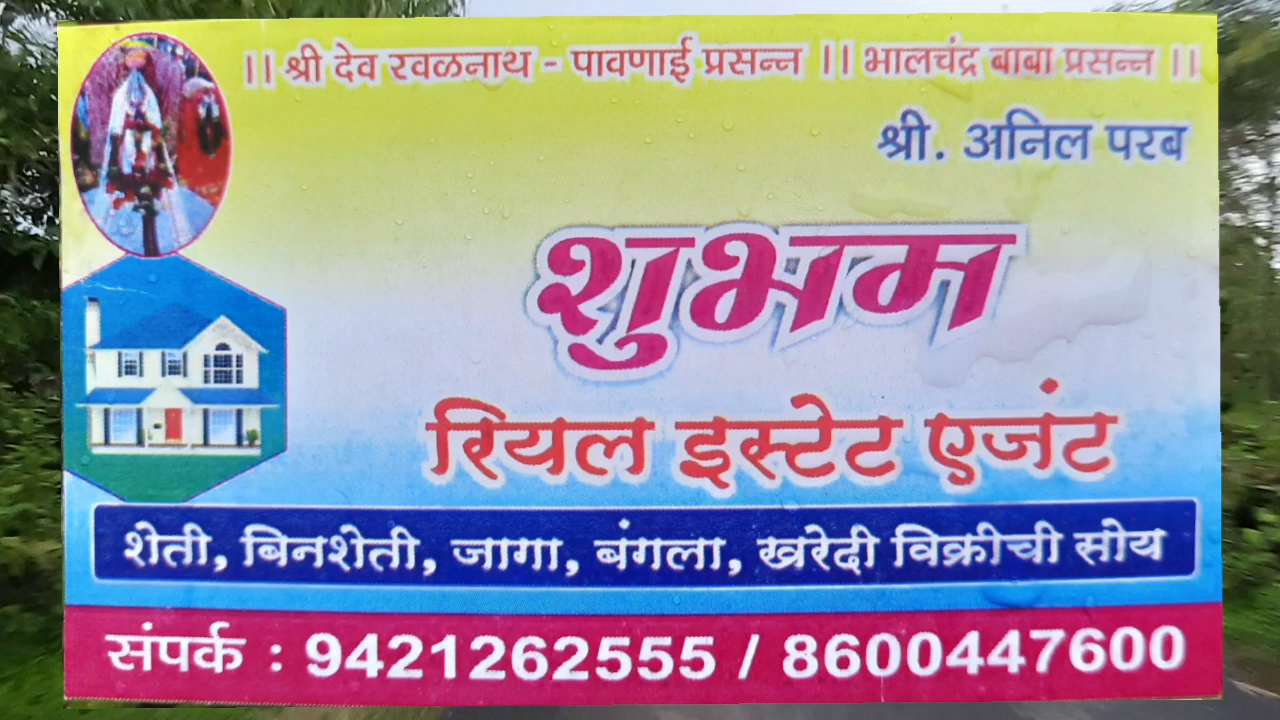 ।। श्री देव रवळनाथ - पावणाई प्रसन्न ।। भालचंद्र बाबा प्रसन्न ।।
श्री. अनिल परब
शुभम
रियल इस्टेट एजंट
शेती, बिनशेती, जागा, बंगला, खरेदी विक्रीची सोय
संपर्क : 9421262555 / 8600447600